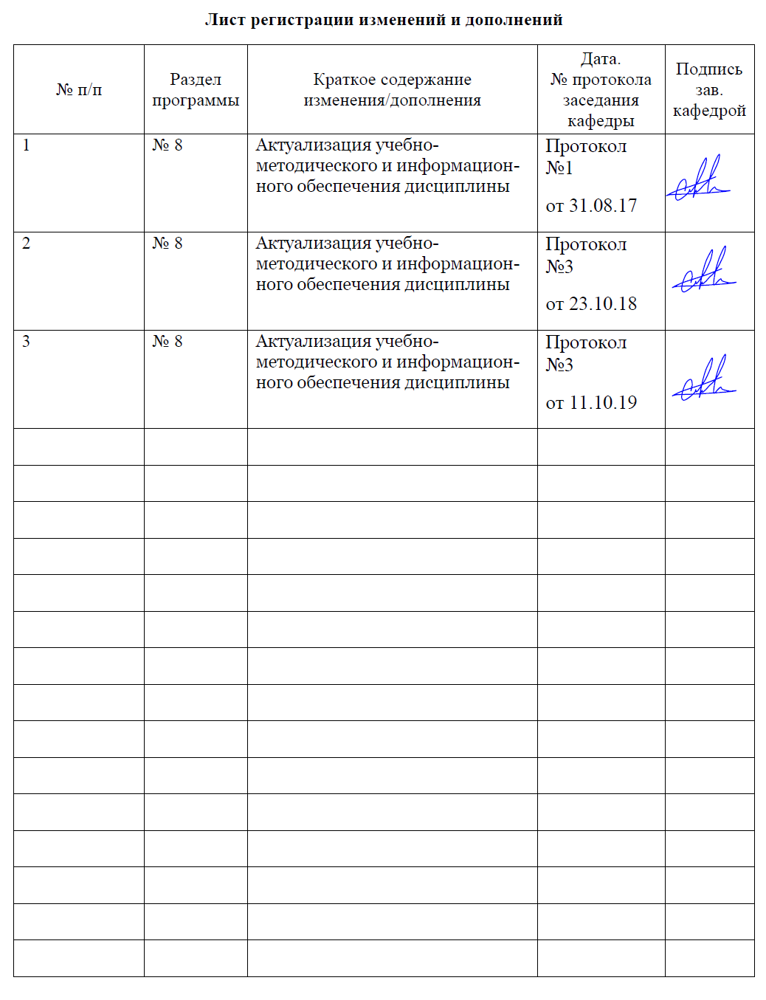 Лист регистрации изменений и дополнений
№ п/п
Раздел
программы
Краткое содержание
изменения/дополнения
Дата.
№ протокола
заседания
кафедры
Подпись
зав.
кафедрой
1
№ 8
Актуализация учебно-
методического и информацион-
ного обеспечения дисциплины
Протокол
№1
от 31.08.17
2
№ 8
Актуализация учебно-
методического и информацион-
ного обеспечения дисциплины
Протокол
№3
от 23.10.18
3
№ 8
Актуализация учебно-
методического и информацион-
ного обеспечения дисциплины
Протокол
№3
от 11.10.19